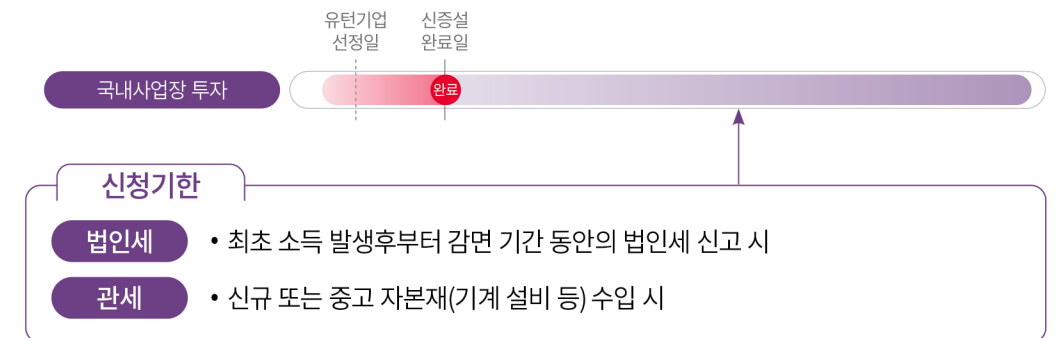 유턴기업
선정일
신증설
완료일
국내사업장 투자
완료
신청기한
법인세
• 최초 소득 발생후부터 감면 기간 동안의 법인세 신고 시
관세
• 신규 또는 중고 자본재(기계 설비 등) 수입 시